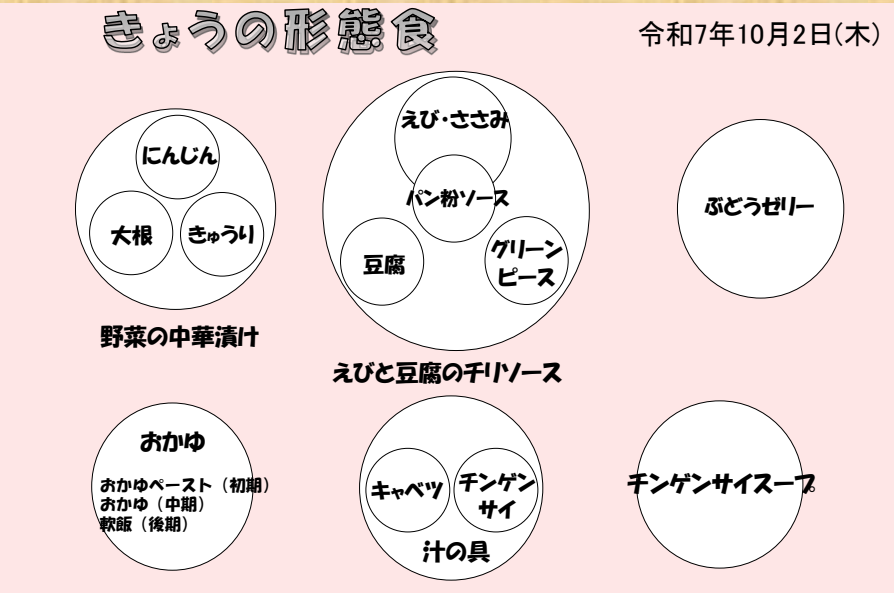 きょうの形態食
令和7年10月2日(木)
にんじん
大根
きゅうり
野菜の中華漬け
えび・ささみ
パン粉ソース
豆腐
グリーン
ピース
えびと豆腐のチリソース
ぶどうゼリー
おかゆ
おかゆペースト（初期）
おかゆ（中期）
軟飯（後期）
キャベツ
チンゲン
サイ
汁の具
チンゲンサイスープ